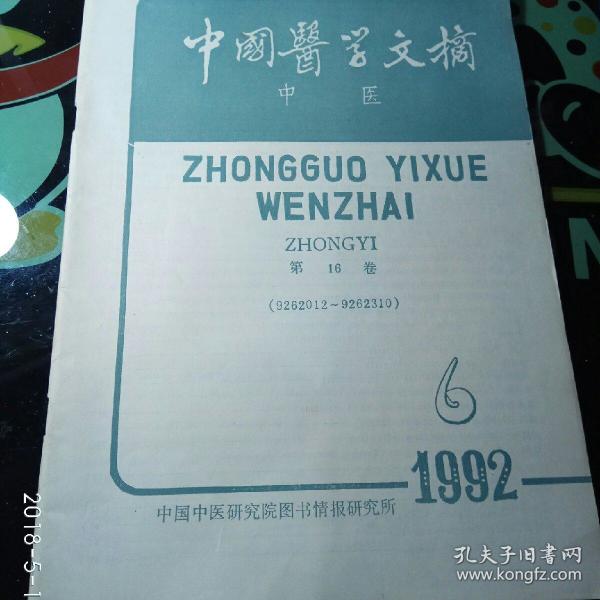 中國醫学文摘
中 医
ZHONGGUO YIXUE
WENZHAI
ZHONGYI
第 16 卷
(9262012~9262310)
6
1992
中国中医研究院图书情报研究所
2018-5-1
孔夫子旧书网
www.kongfz.com